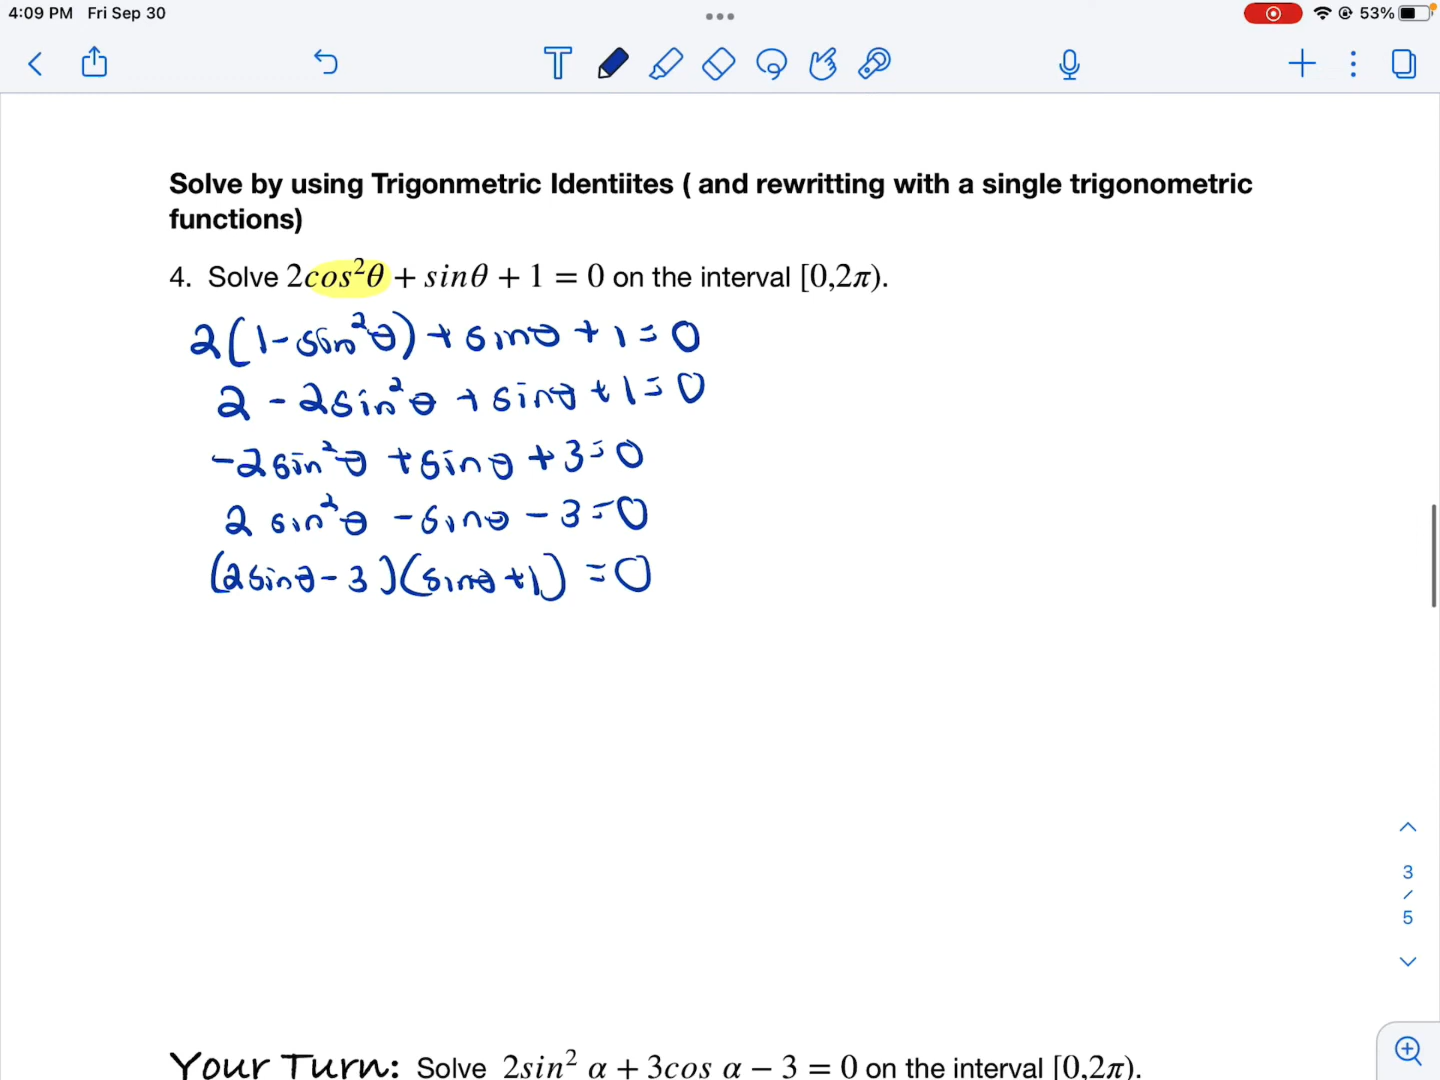 4:09 PM Fri Sep 30
53%
T
Solve by using Trigonmetric Identiites ( and rewritting with a single trigonometric
functions)
4. Solve 2cos²θ + sinθ + 1 = 0 on the interval [0,2π).
2(1-sin²θ)+sinθ+1=0
2-2sin²θ+sinθ+1=0
-2sin²θ+sinθ+3=0
2sin²θ-sinθ-3=0
(2sinθ-3)(sinθ+1)=0
3
/
5
Your Turn: Solve 2sin² α + 3cos α − 3 = 0 on the interval [0,2π).